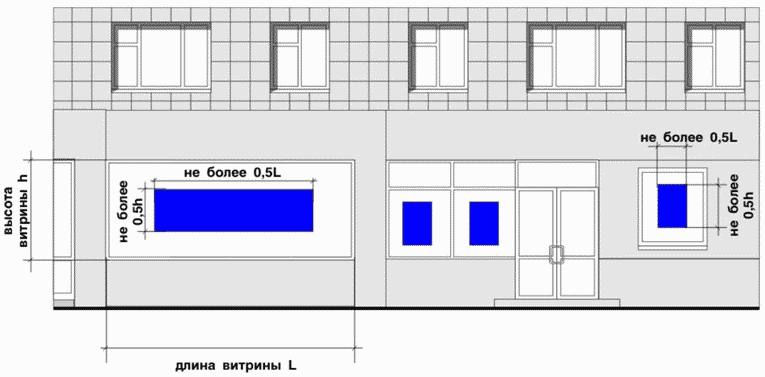 не более 0,5L
не более 0,5L
высота
витрины h
не более
0,5h
не более
0,5h
длина витрины L